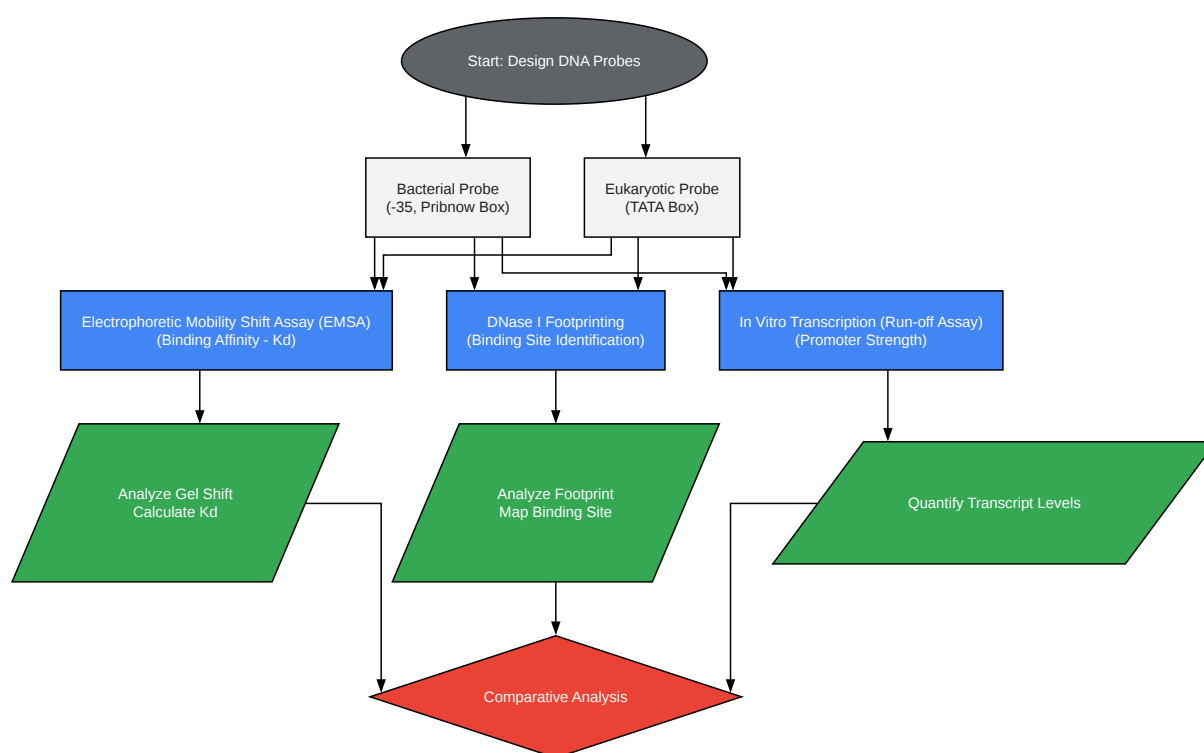 Start: Design DNA Probes
Bacterial Probe
(-35, Pribnow Box)
Eukaryotic Probe
(TATA Box)
Electrophoretic Mobility Shift Assay (EMSA)
(Binding Affinity - Kd)
DNase I Footprinting
(Binding Site Identification)
In Vitro Transcription (Run-off Assay)
(Promoter Strength)
Analyze Gel Shift
Calculate Kd
Analyze Footprint
Map Binding Site
Quantify Transcript Levels
Comparative Analysis